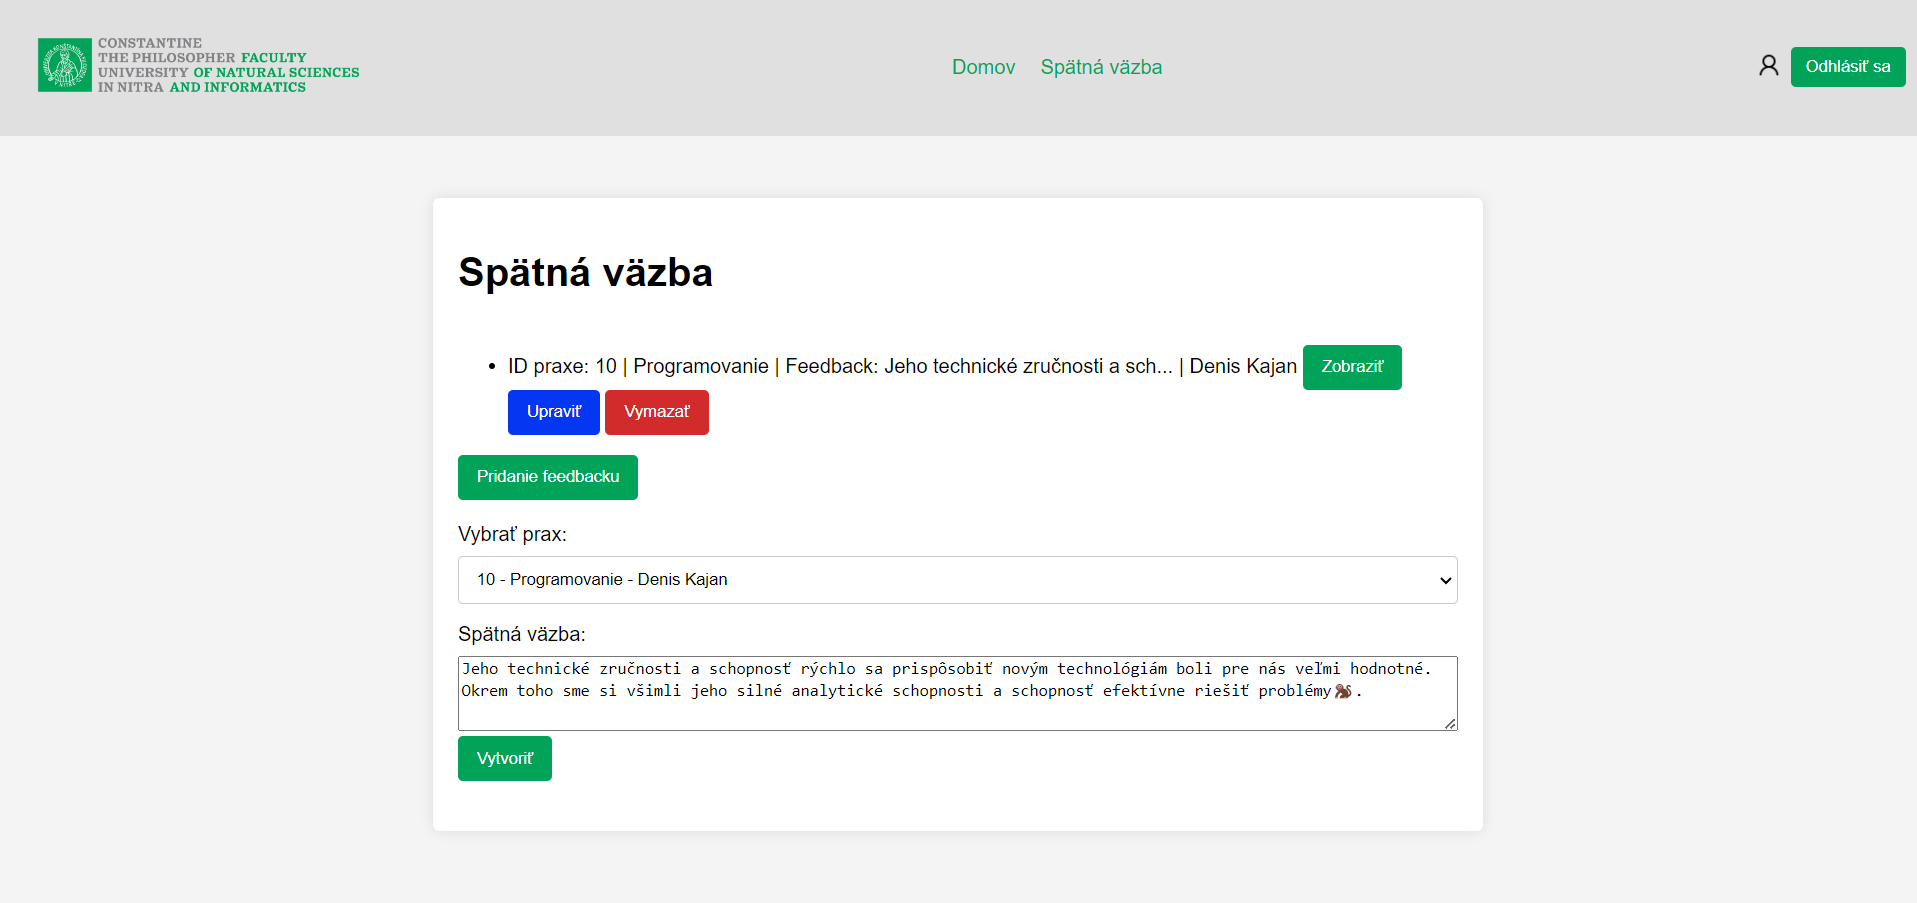 CONSTANTINE
THE PHILOSOPHER FACULTY
UNIVERSITY OF NATURAL SCIENCES
IN NITRA AND INFORMATICS
Domov Spätná väzba
Odhlásiť sa
Spätná väzba
• ID praxe: 10 | Programovanie | Feedback: Jeho technické zručnosti a sch... | Denis Kajan Zobraziť
Upraviť Vymazať
Pridanie feedbacku
Vybrať prax:
10 - Programovanie - Denis Kajan
Spätná väzba:
Jeho technické zručnosti a schopnosť rýchlo sa prispôsobiť novým technológiám boli pre nás veľmi hodnotné.
Okrem toho sme si všimli jeho silné analytické schopnosti a schopnosť efektívne riešiť problémy🐿️.
Vytvoriť